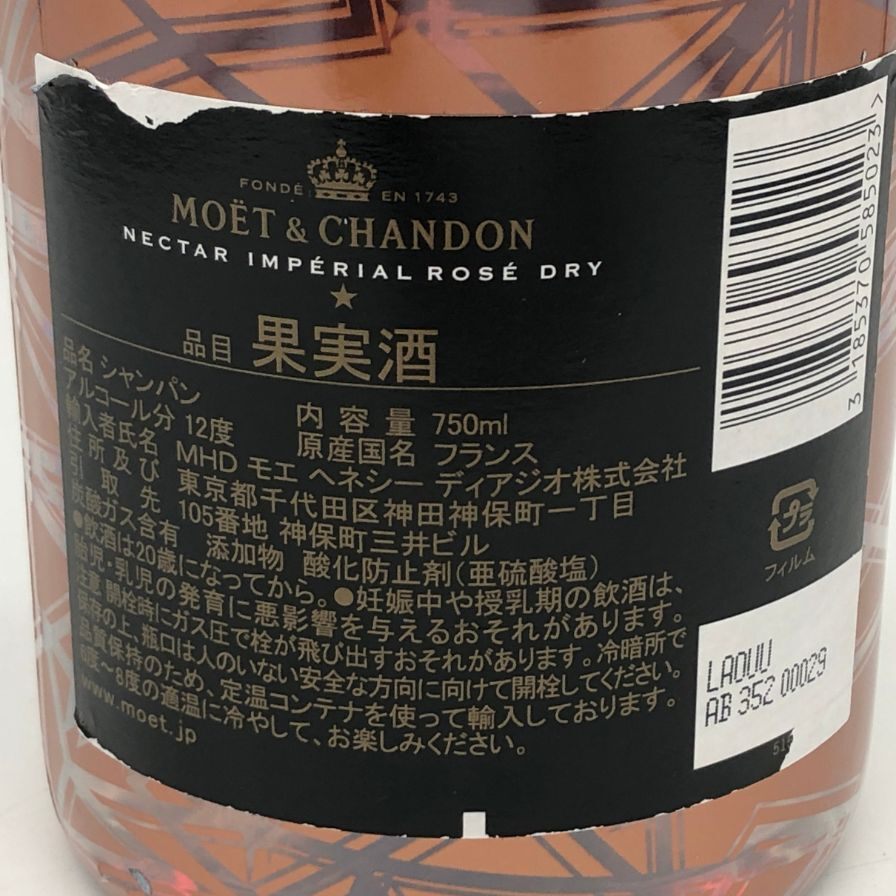 FONDÉ EN 1743
MOËT & CHANDON
NECTAR IMPÉRIAL ROSÉ DRY
品目 果実酒
品名 シャンパン
アルコール分 12度 内容量 750ml
輸入者氏名 原産国名 フランス
MHD モエ ヘネシー ディアジオ株式会社
住所及び 東京都千代田区神田神保町一丁目
引取先 105番地 神保町三井ビル
炭酸ガス含有 添加物 酸化防止剤(亜硫酸塩)
●飲酒は20歳になってから。●妊娠中や授乳期の飲酒は、
胎児・乳児の発育に悪影響を与えるおそれがあります。
注意 開栓時にガス圧で栓が飛び出すおそれがあります。冷暗所で
保存の上、瓶口は人のいない安全な方向に向けて開栓してください。
品質保持のため、定温コンテナを使って輸入しております。
6度～8度の適温に冷やして、お楽しみください。
www.moet.jp
3 185370 585023 >
プラ
フィルム
LAOUU
AB 352 00029